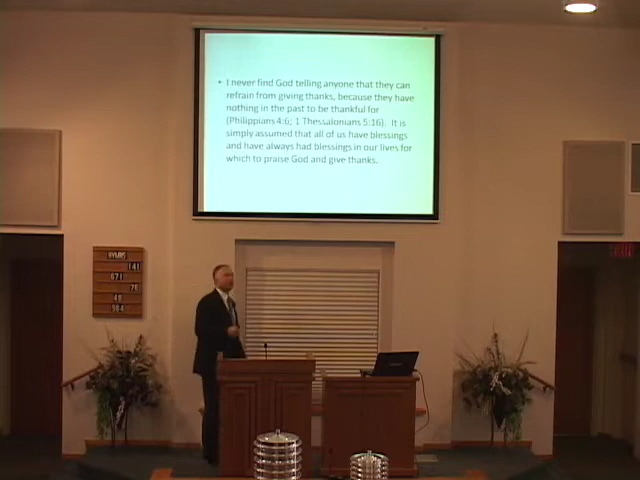 • I never find God telling anyone that they can
refrain from giving thanks, because they have
nothing in the past to be thankful for
(Philippians 4:6; 1 Thessalonians 5:16). It is
simply assumed that all of us have blessings
and have always had blessings in our lives for
which to praise God and give thanks.
HYMNS
141
671
78
48
984
EXIT